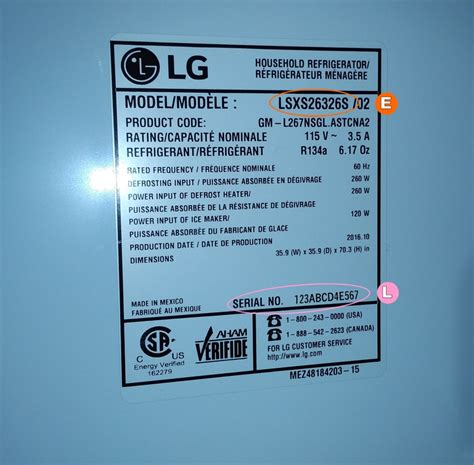 LG
HOUSEHOLD REFRIGERATOR/
RÉFRIGÉRATEUR MÉNAGÈRE
MODEL/MODÈLE : LSXS26326S /02
E
PRODUCT CODE: GM-L267NSGL.ASTCNA2
RATING/CAPACITÉ NOMINALE 115 V ~ 3.5 A
REFRIGERANT/RÉFRIGÉRANT R134a 6.17 Oz
RATED FREQUENCY / FRÉQUENCE NOMINALE 60 Hz
DEFROSTING INPUT / PUISSANCE ABSORBÉE EN DÉGIVRAGE 260 W
POWER INPUT OF DEFROST HEATER/ 260 W
PUISSANCE ABSORBÉE DE LA RÉSISTANCE DE DÉGIVRAGE
POWER INPUT OF ICE MAKER/ 120 W
PUISSANCE ABSORBÉE DU FABRICANT DE GLACE
PRODUCTION DATE / DATE DE PRODUCTION 2016.10
DIMENSIONS 35.9 (W) x 35.9 (D) x 70.3 (H) in
L
SERIAL NO. 123ABCD4E567
MADE IN MEXICO
FABRIQUÉ AU MEXIQUE
SA
C US
Energy Verified
162279
AHAM
VERIFIDE
1-800-243-0000 (USA)
1-888-542-2623 (CANADA)
FOR LG CUSTOMER SERVICE
http://www.lg.com
MEZ48184203-15